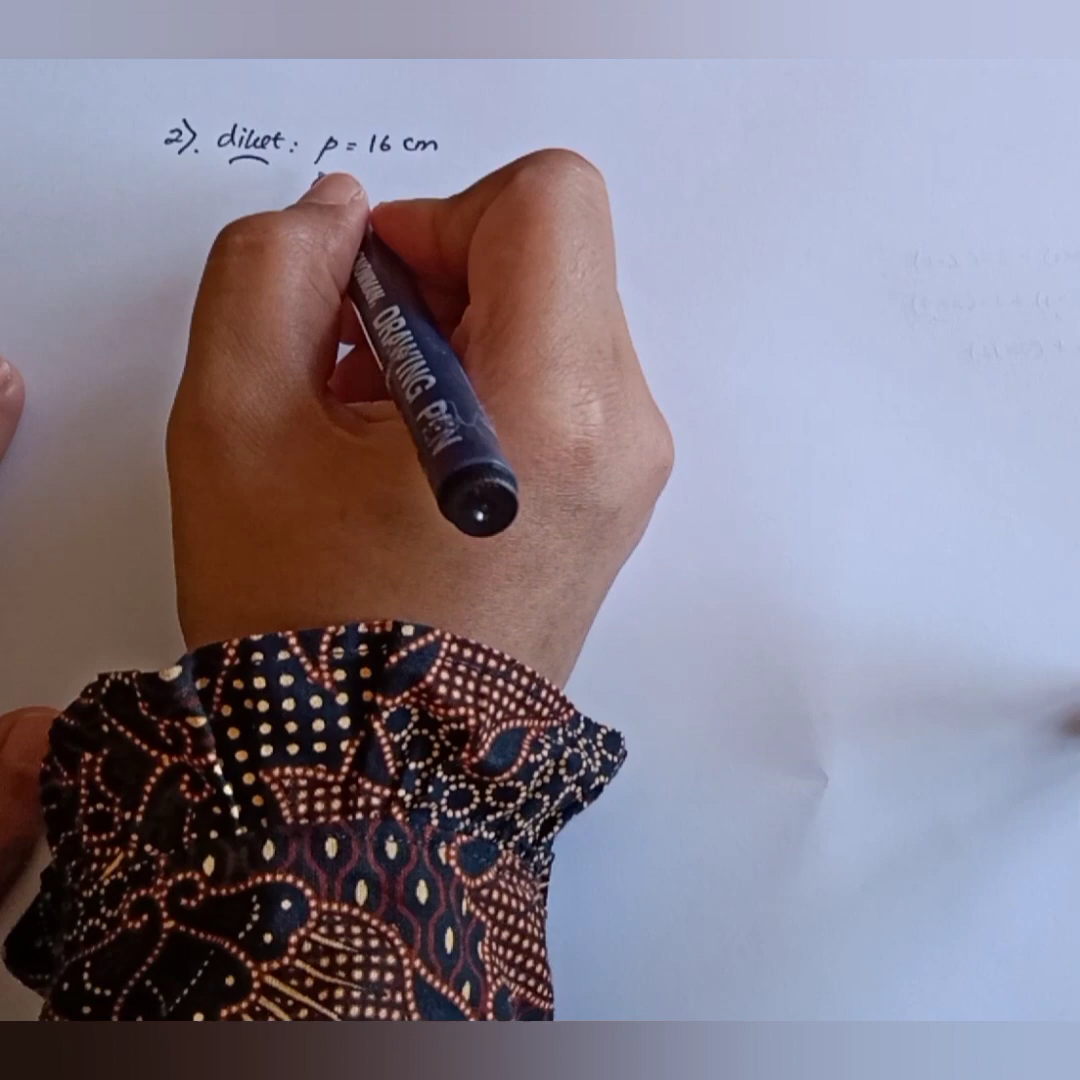 2). diket : p = 16 cm
DRAWING PEN